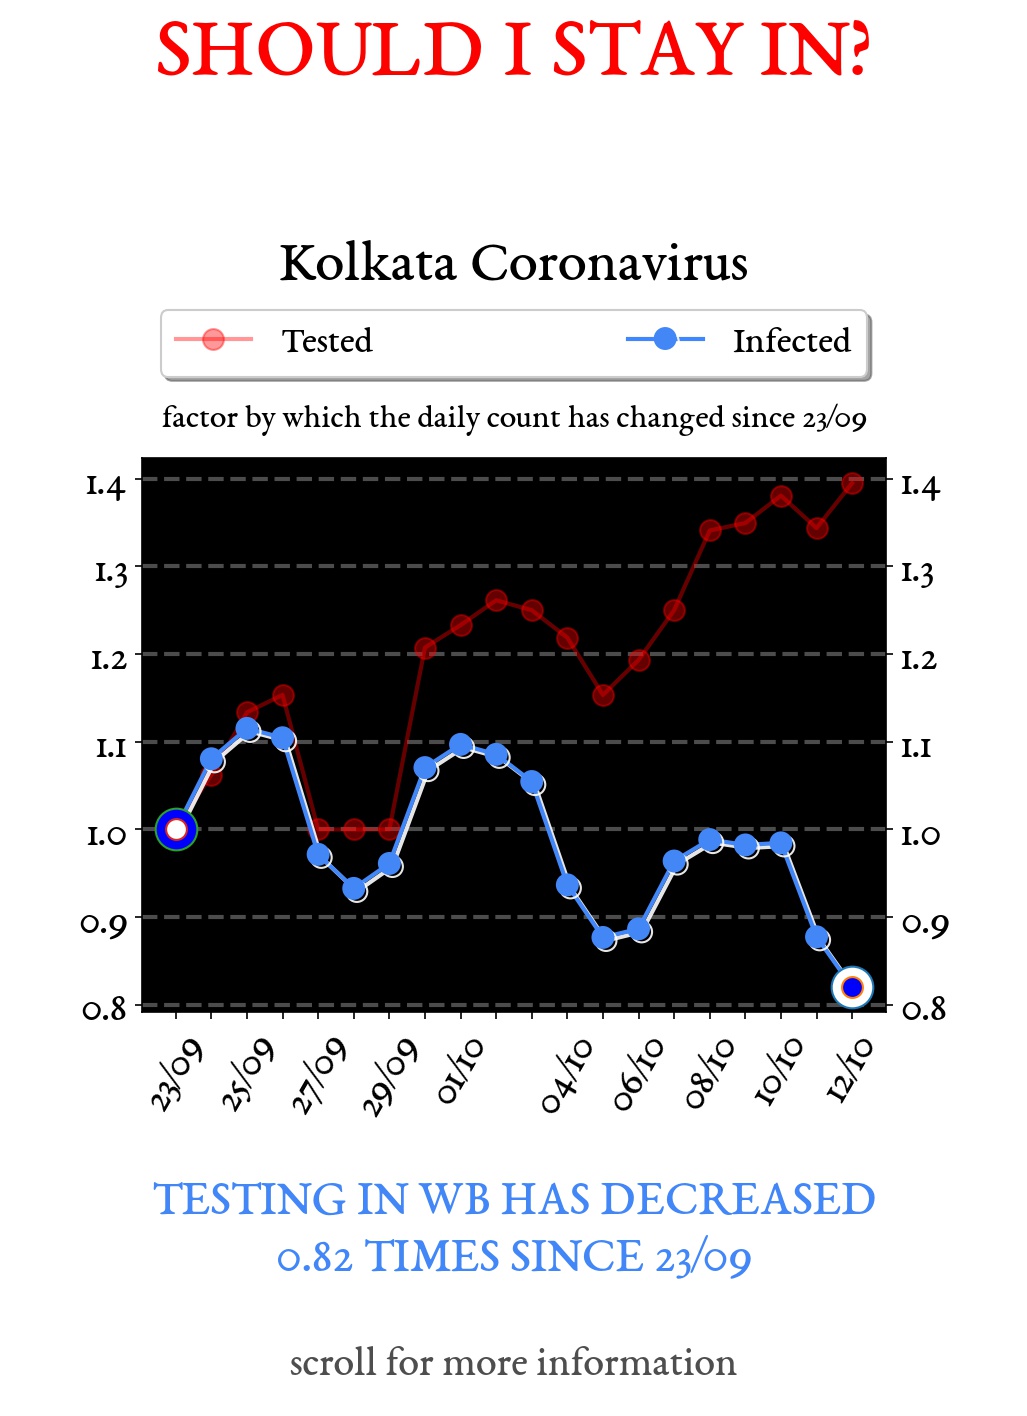 SHOULD I STAY IN?
Kolkata Coronavirus
Tested Infected
factor by which the daily count has changed since 23/09
1.4 1.4
1.3 1.3
1.2 1.2
1.1 1.1
1.0 1.0
0.9 0.9
0.8 0.8
23/09 25/09 27/09 29/09 01/10 04/10 06/10 08/10 10/10 12/10
TESTING IN WB HAS DECREASED
0.82 TIMES SINCE 23/09
scroll for more information